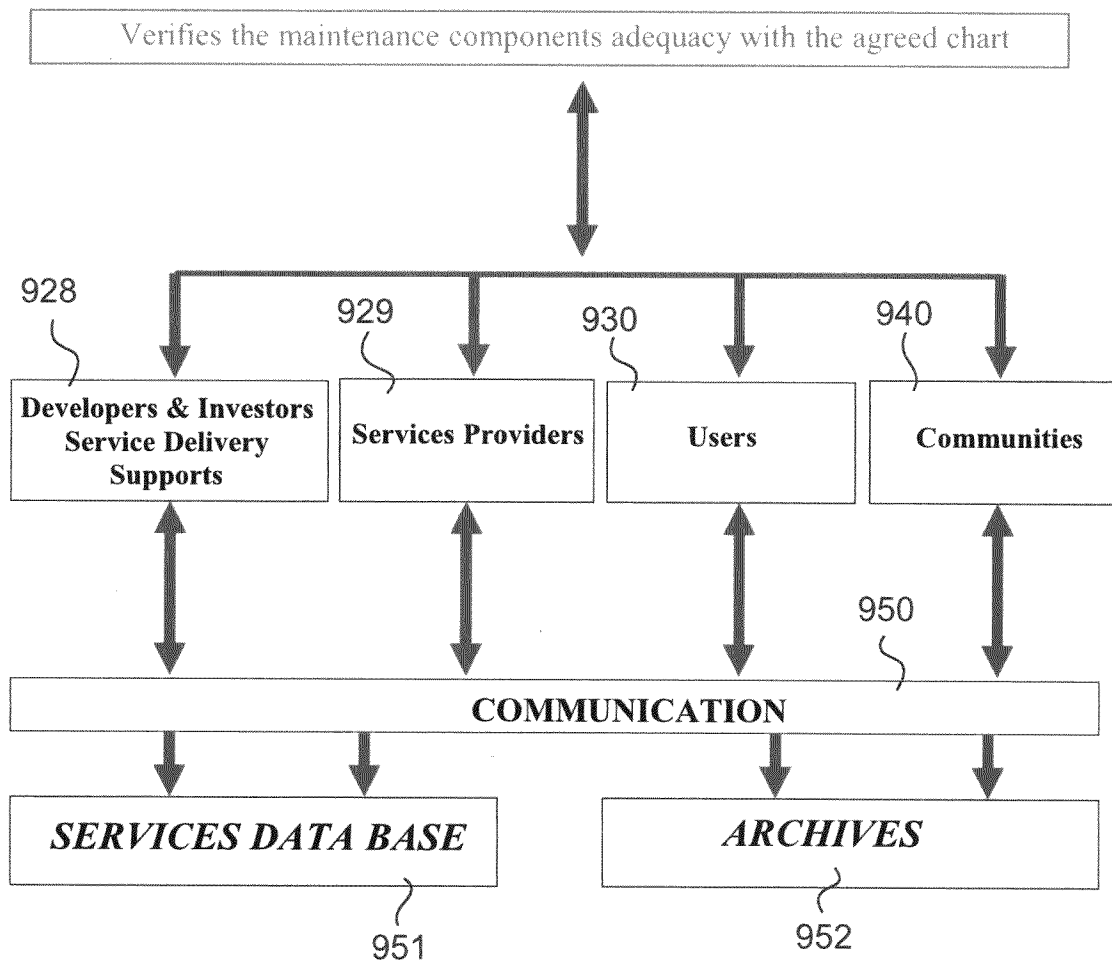 Verifies the maintenance components adequacy with the agreed chart
928
929
930
940
Developers & Investors
Service Delivery
Supports
Services Providers
Users
Communities
950
COMMUNICATION
SERVICES DATA BASE
ARCHIVES
951
952